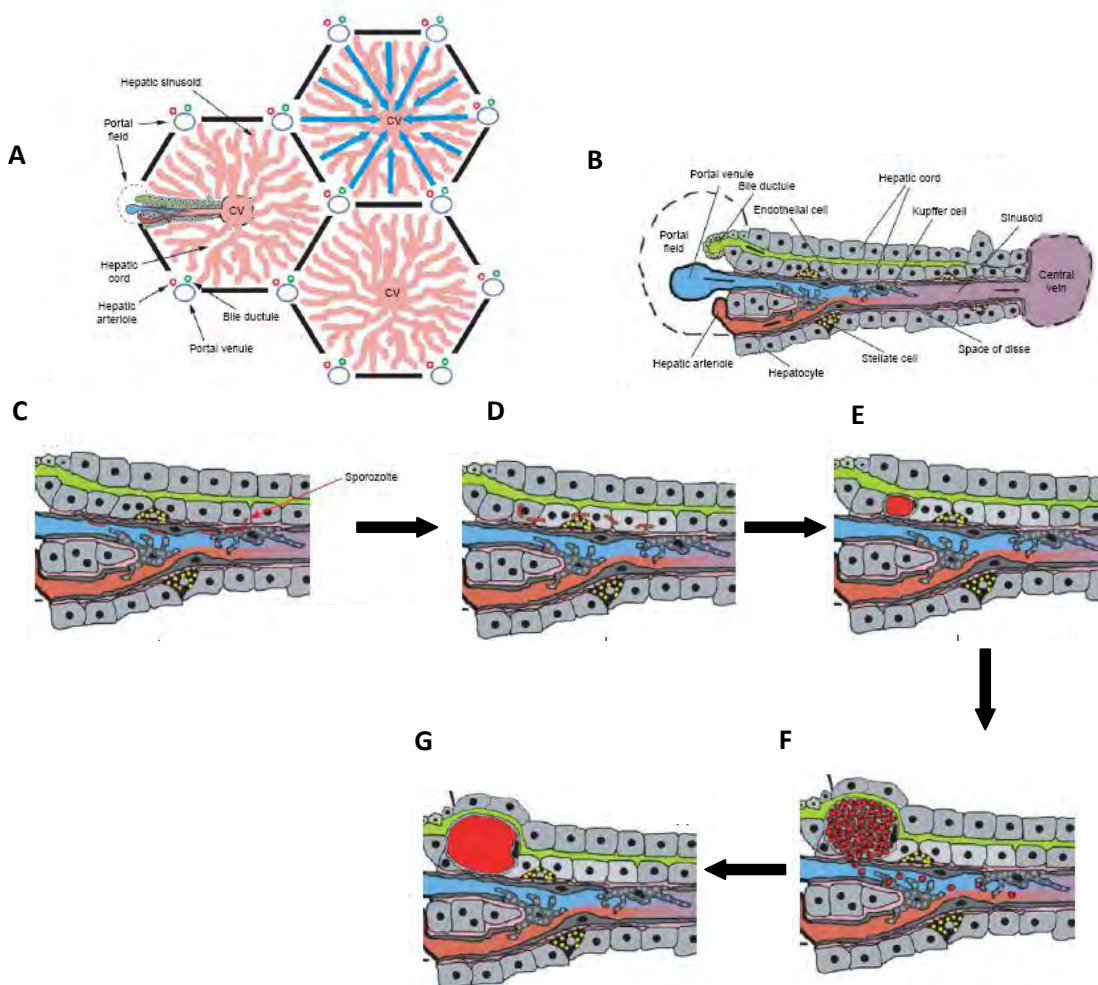 A
Hepatic sinusoid
Portal
field
CV
CV
CV
Hepatic
cord
Hepatic
arteriole
Bile ductule
Portal venule
B
Portal venule
Bile ductule
Endothelial cell
Hepatic cord
Kupffer cell
Sinusoid
Portal
field
Central
vein
Hepatic arteriole
Hepatocyte
Stellate cell
Space of disse
C
Sporozoite
D
E
G
F